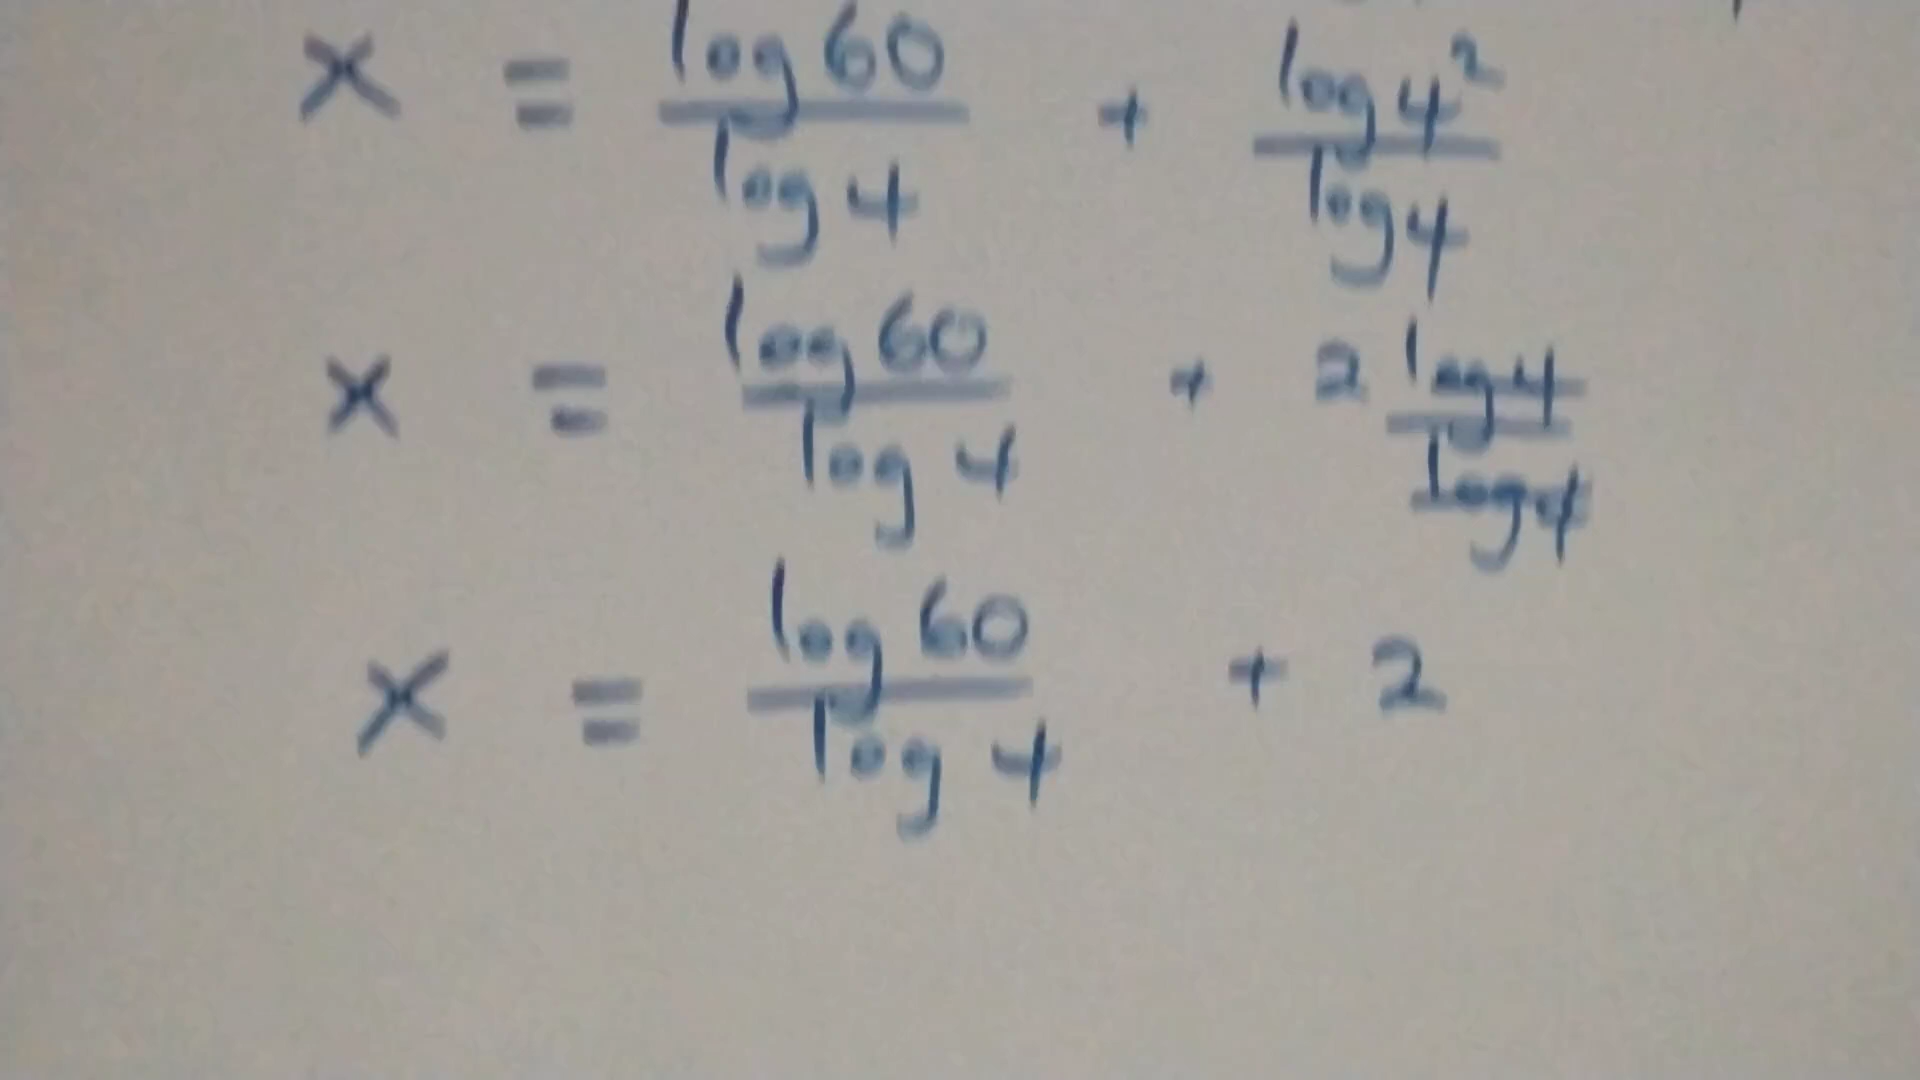 x = log 60 / log 4 + log 4² / log 4
x = log 60 / log 4 + 2 log 4 / log 4
x = log 60 / log 4 + 2